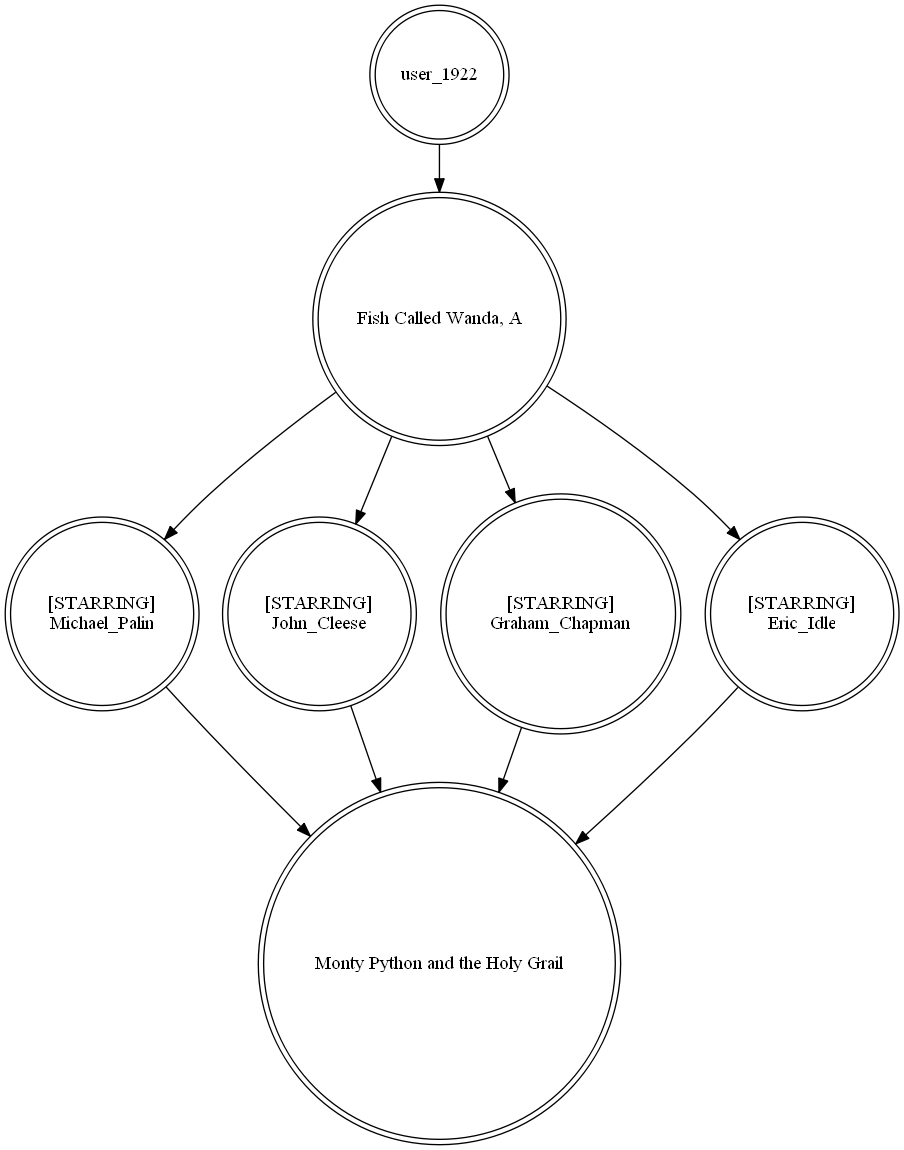 user_1922
Fish Called Wanda, A
[STARRING]
Michael_Palin
[STARRING]
John_Cleese
[STARRING]
Graham_Chapman
[STARRING]
Eric_Idle
Monty Python and the Holy Grail